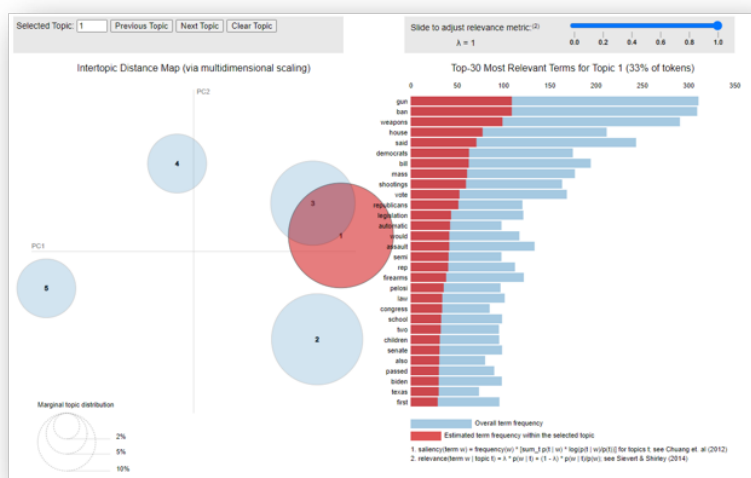 Selected Topic: 1 Previous Topic Next Topic Clear Topic
Slide to adjust relevance metric:(2)
λ = 1
0.0 0.2 0.4 0.6 0.8 1.0
Intertopic Distance Map (via multidimensional scaling)
PC2
PC1
4
3
1
5
2
Marginal topic distribution
2%
5%
10%
Top-30 Most Relevant Terms for Topic 1 (33% of tokens)
0 50 100 150 200 250 300 350
gun
ban
weapons
house
said
democrats
bill
mass
shootings
vote
republicans
legislation
automatic
would
assault
semi
rep
firearms
pelosi
law
congress
school
two
children
senate
also
passed
biden
texas
first
Overall term frequency
Estimated term frequency within the selected topic
1. saliency(term w) = frequency(w) * [sum_t p(t | w) * log(p(t | w)/p(t))] for topics t; see Chuang et. al (2012)
2. relevance(term w | topic t) = λ * p(w | t) + (1 - λ) * p(w | t)/p(w); see Sievert & Shirley (2014)